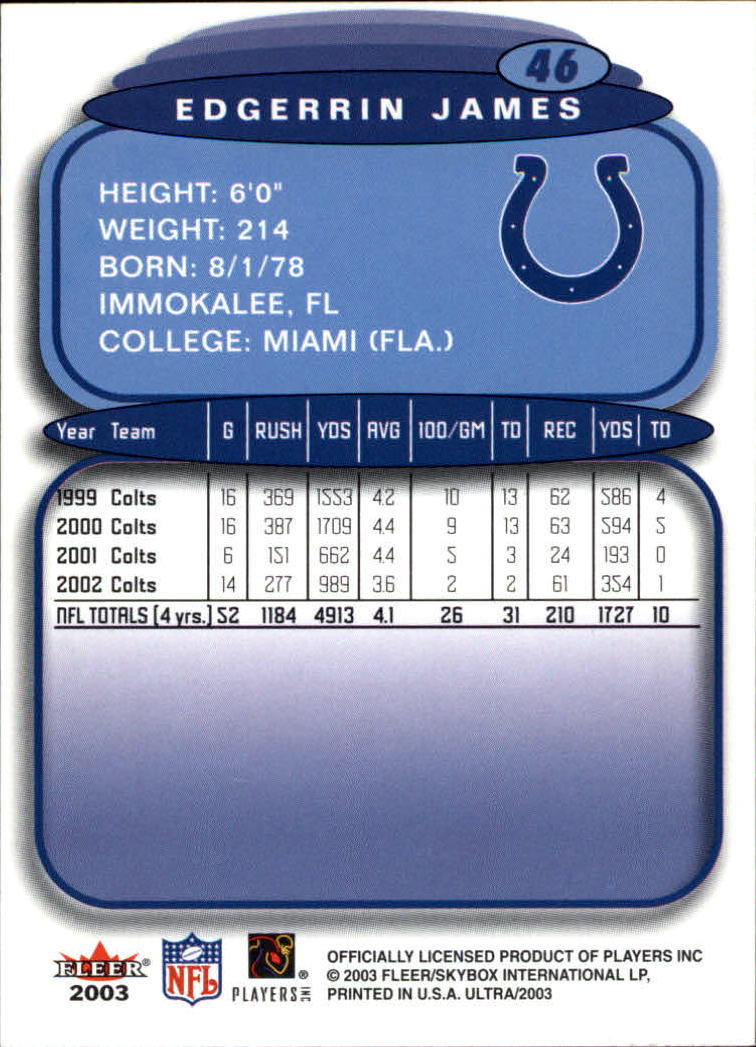 46
EDGERRIN JAMES
HEIGHT: 6'0"
WEIGHT: 214
BORN: 8/1/78
IMMOKALEE, FL
COLLEGE: MIAMI (FLA.)
Year Team G RUSH YDS AVG 100/GM TD REC YDS TD
1999 Colts 16 369 1553 4.2 10 13 62 586 4
2000 Colts 16 387 1709 4.4 9 13 63 594 5
2001 Colts 6 151 662 4.4 5 3 24 193 0
2002 Colts 14 277 989 3.6 2 2 61 354 1
NFL TOTALS (4 yrs.) 52 1184 4913 4.1 26 31 210 1727 10
FLEER®
2003
NFL
PLAYERS INC ®
OFFICIALLY LICENSED PRODUCT OF PLAYERS INC
© 2003 FLEER/SKYBOX INTERNATIONAL LP,
PRINTED IN U.S.A. ULTRA/2003